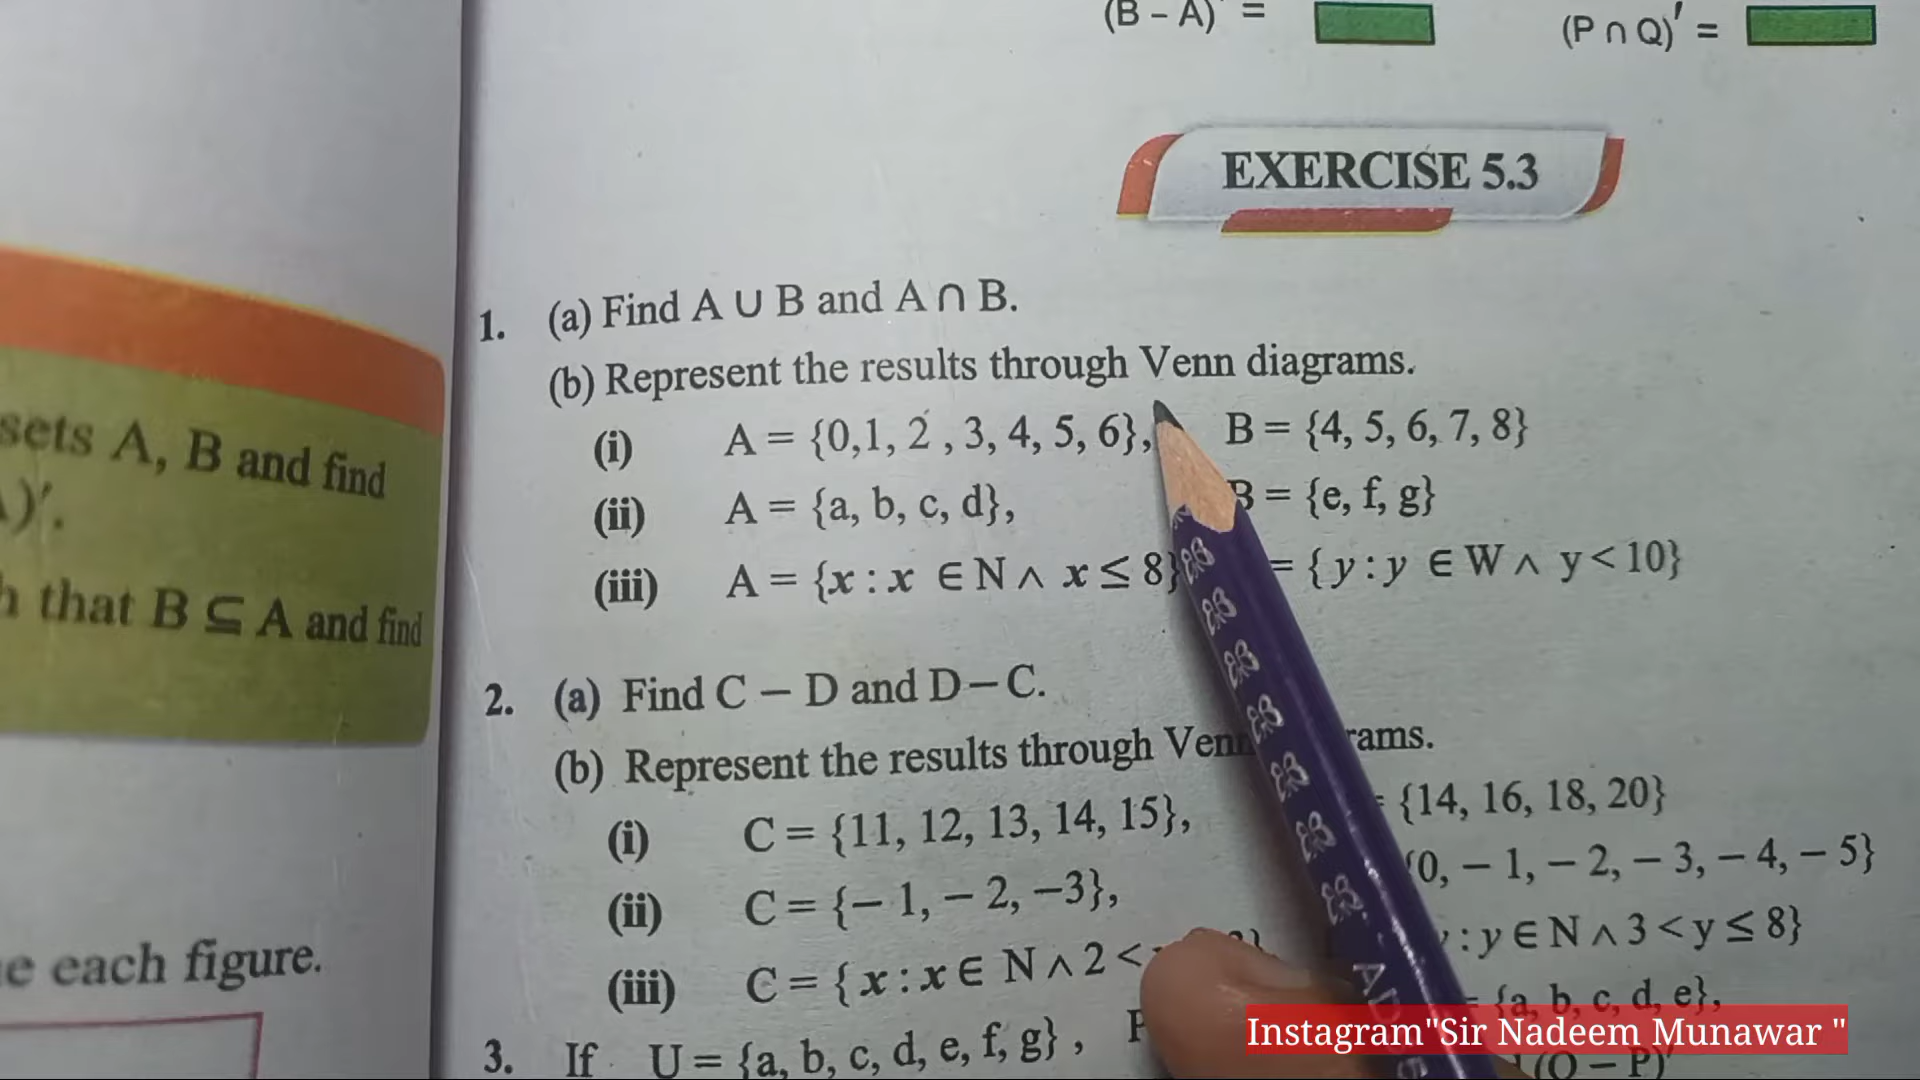 (B – A)' =
(P ∩ Q)' =
EXERCISE 5.3
1. (a) Find A ∪ B and A ∩ B.
(b) Represent the results through Venn diagrams.
(i) A = {0,1, 2 , 3, 4, 5, 6}, B = {4, 5, 6, 7, 8}
(ii) A = {a, b, c, d}, B = {e, f, g}
(iii) A = {x : x ∈ N ∧ x ≤ 8} = { y : y ∈ W ∧ y < 10}
2. (a) Find C – D and D – C.
(b) Represent the results through
(i) C = {11, 12, 13, 14, 15}, = {14, 16, 18, 20}
(ii) C = {– 1, – 2, –3}, {0, – 1, – 2, – 3, – 4, – 5}
(iii) C = { x : x ∈ N ∧ 2 < : y ∈ N ∧ 3 < y ≤ 8}
= {a, b, c, d, e},
3. If U = {a, b, c, d, e, f, g} ,
(Q – P)'
sets A, B and find
)'.
that B ⊆ A and find
each figure.
Instagram"Sir Nadeem Munawar "